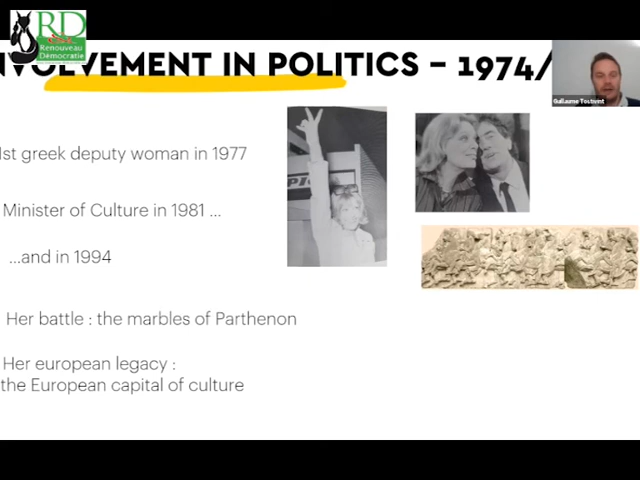 RD
Renouveau
Démocratie
NVOLVEMENT IN POLITICS – 1974/
Guillaume Tostivint
1st greek deputy woman in 1977
Minister of Culture in 1981 ...
...and in 1994
Her battle : the marbles of Parthenon
Her european legacy :
the European capital of culture